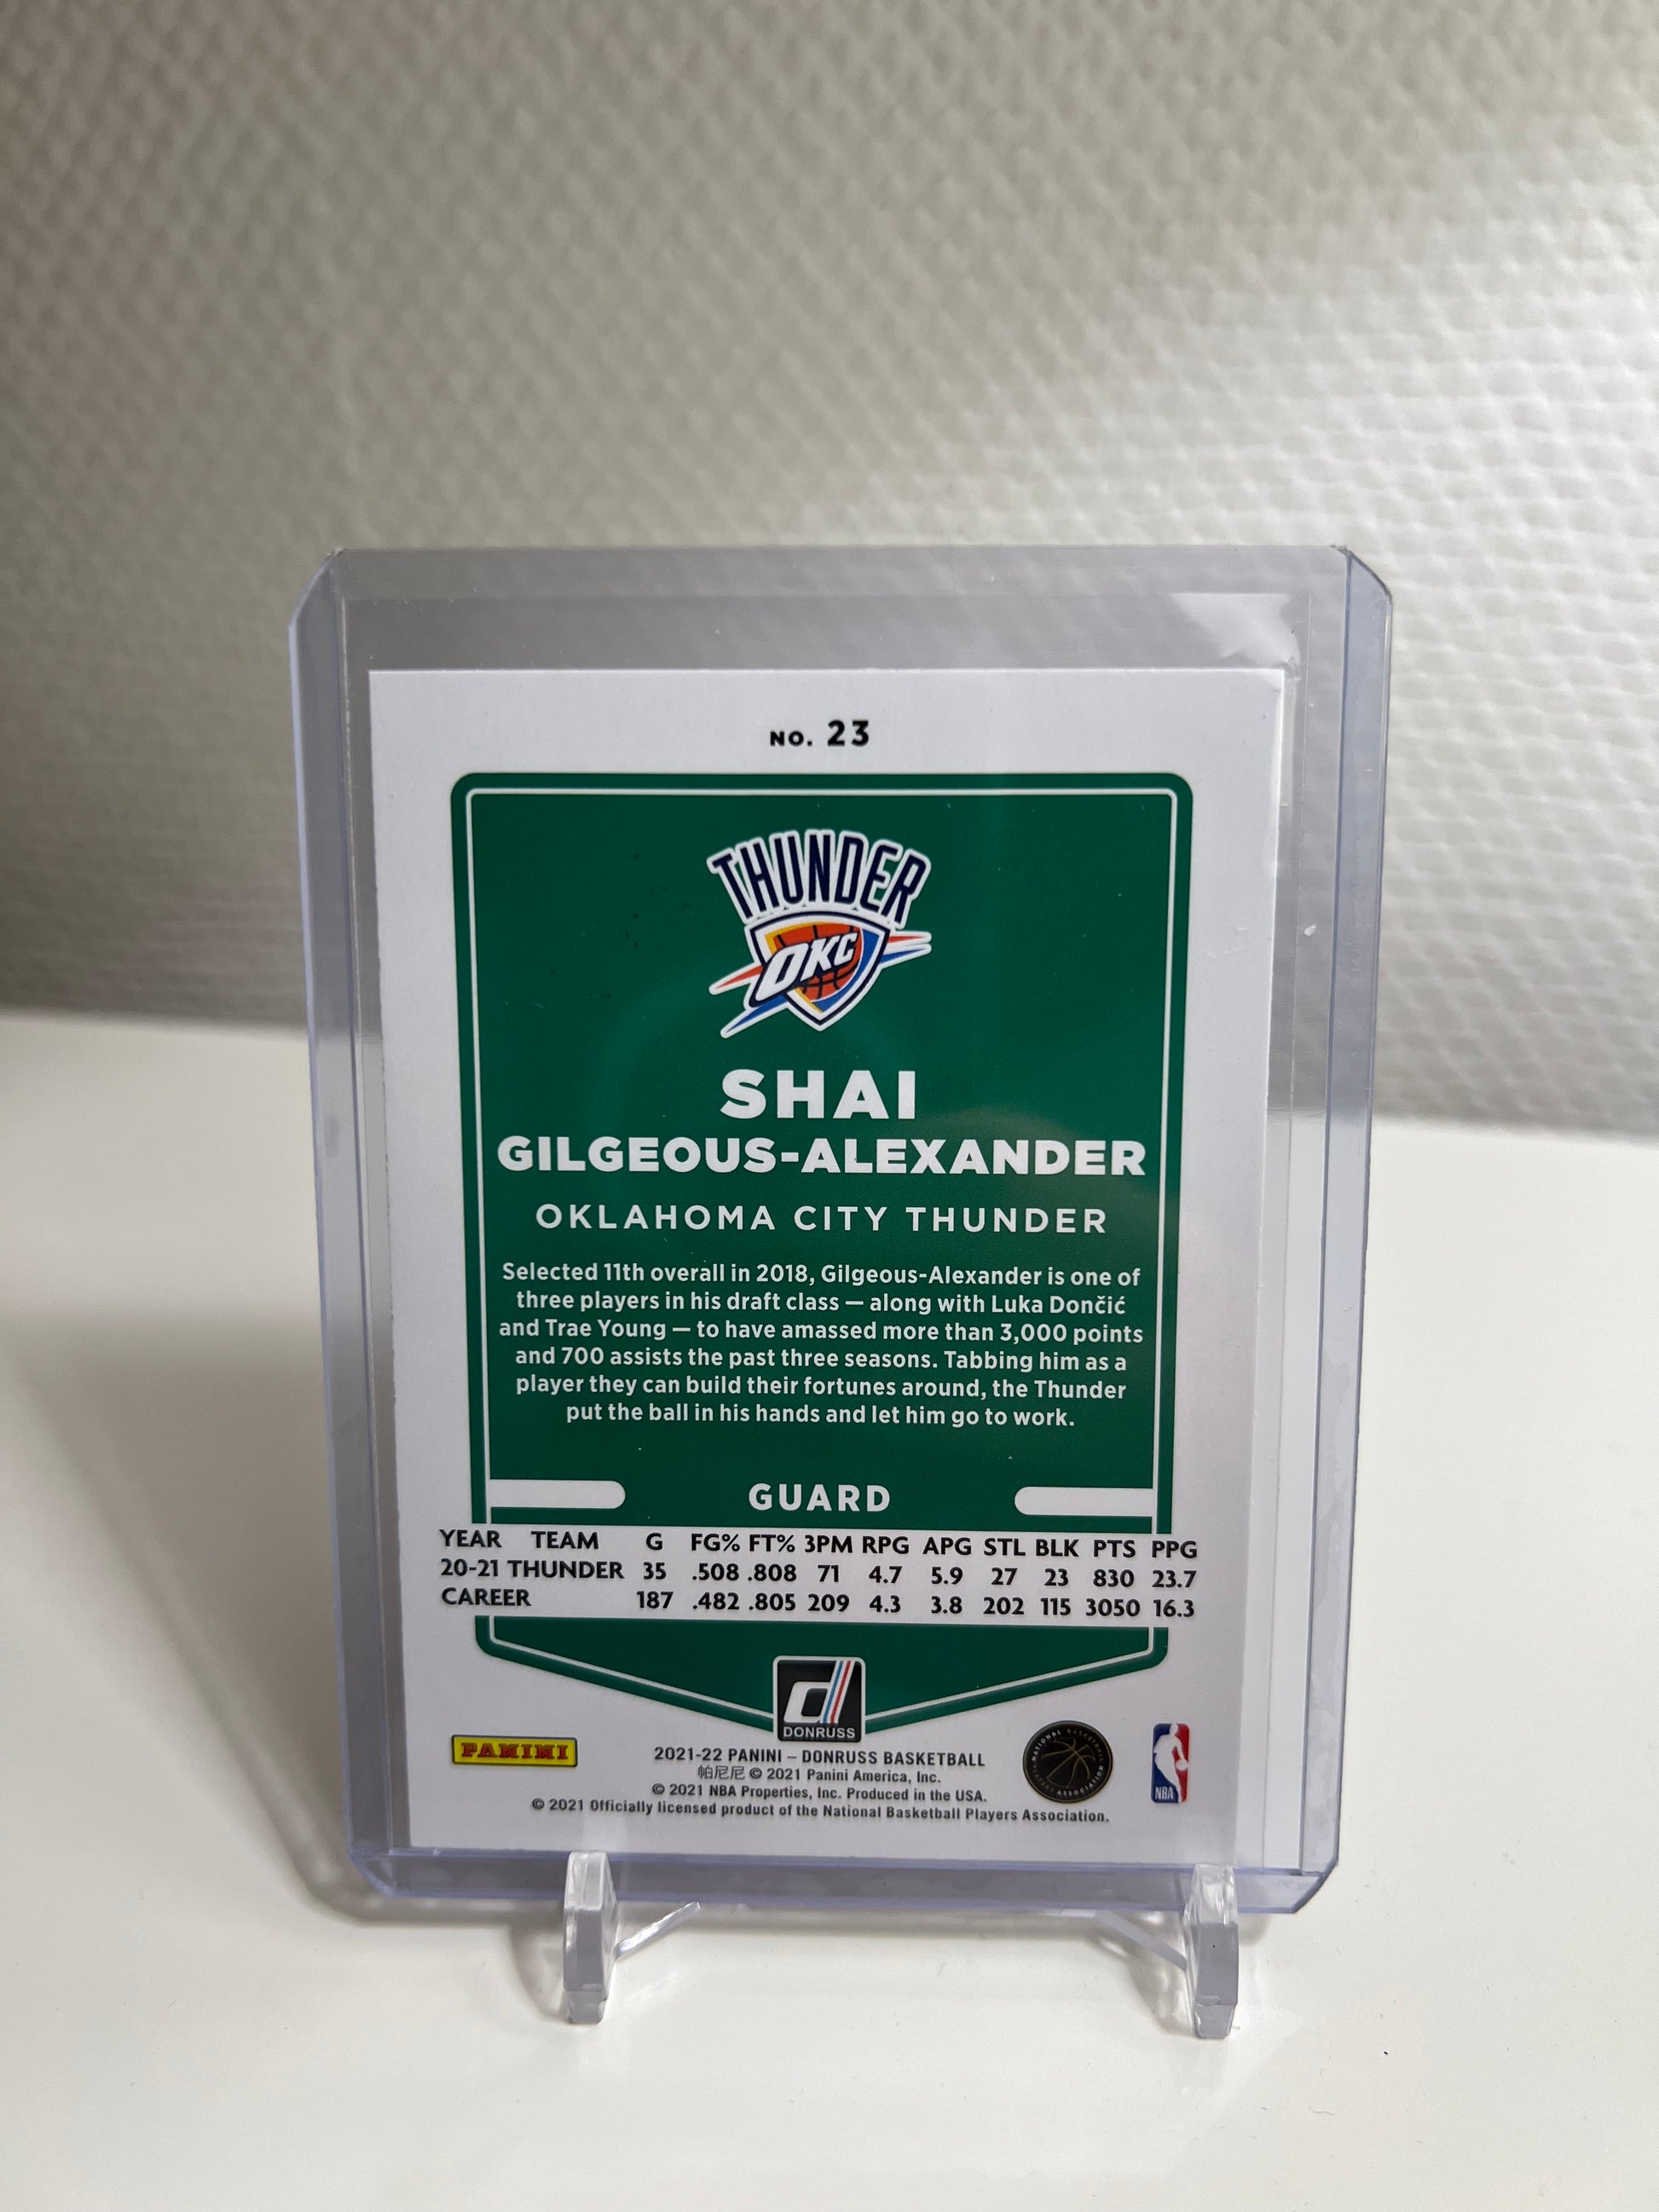 NO. 23
THUNDER
OKC
SHAI
GILGEOUS-ALEXANDER
OKLAHOMA CITY THUNDER
Selected 11th overall in 2018, Gilgeous-Alexander is one of
three players in his draft class — along with Luka Dončić
and Trae Young — to have amassed more than 3,000 points
and 700 assists the past three seasons. Tabbing him as a
player they can build their fortunes around, the Thunder
put the ball in his hands and let him go to work.
GUARD
YEAR TEAM G FG% FT% 3PM RPG APG STL BLK PTS PPG
20-21 THUNDER 35 .508 .808 71 4.7 5.9 27 23 830 23.7
CAREER 187 .482 .805 209 4.3 3.8 202 115 3050 16.3
DONRUSS
PANINI
2021-22 PANINI – DONRUSS BASKETBALL
帕尼尼 © 2021 Panini America, Inc.
© 2021 NBA Properties, Inc. Produced in the USA.
© 2021 Officially licensed product of the National Basketball Players Association.
NATIONAL BASKETBALL
PLAYERS ASSOCIATION
NBA